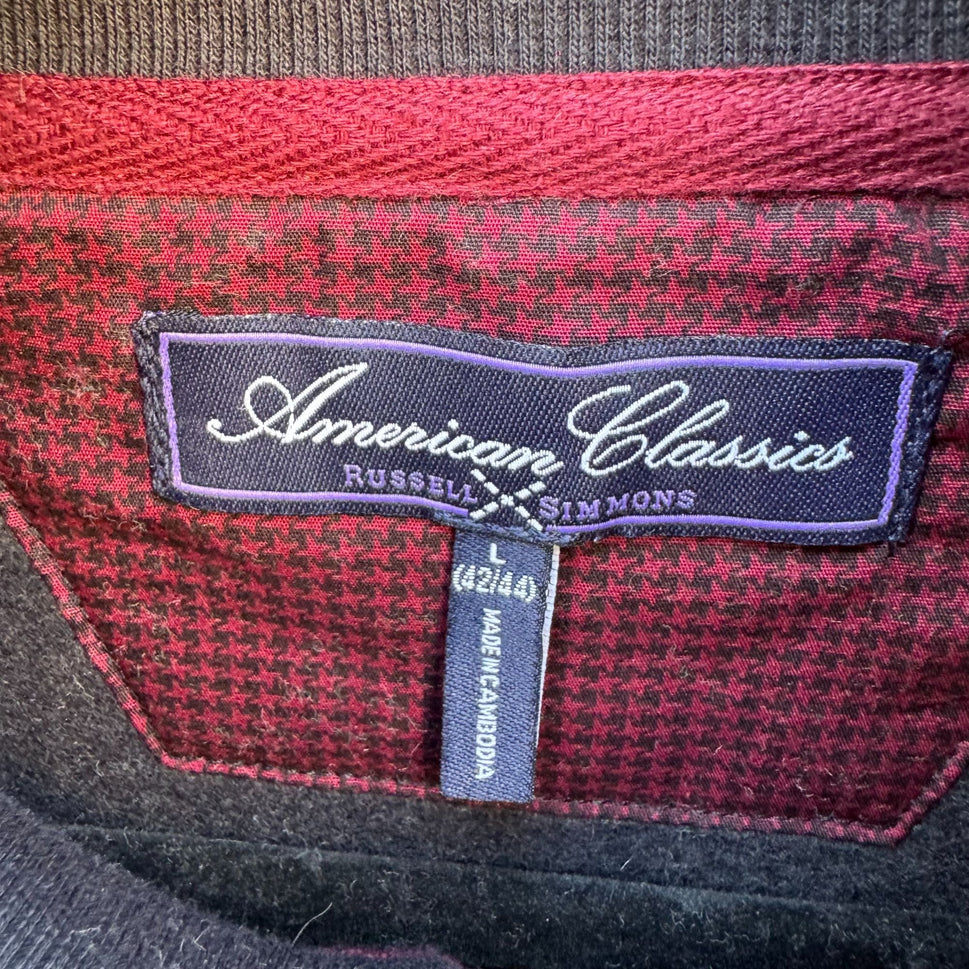 American Classics
RUSSELL SIMMONS
L
(42/44)
MADE IN CAMBODIA